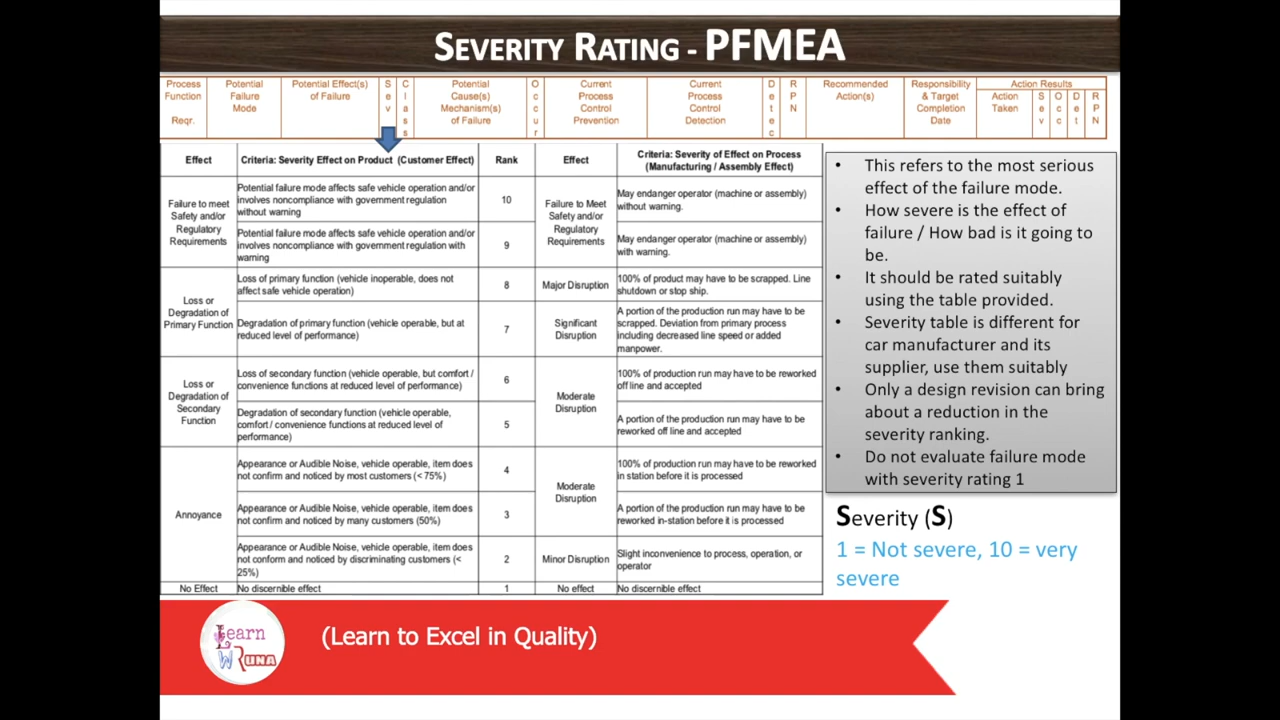 SEVERITY RATING - PFMEA
Process
Function
Reqr.
Potential
Failure
Mode
Potential Effect(s)
of Failure
Sev
Class
Potential
Cause(s)
Mechanism(s)
of Failure
Occur
Current
Process
Control
Prevention
Current
Process
Control
Detection
Detec
RPN
Recommended
Action(s)
Responsibility
& Target
Completion
Date
Action Results
Action
Taken
Sev
Occ
Det
RPN
Effect
Criteria: Severity Effect on Product (Customer Effect)
Rank
Effect
Criteria: Severity of Effect on Process
(Manufacturing / Assembly Effect)
Failure to meet
Safety and/or
Regulatory
Requirements
Potential failure mode affects safe vehicle operation and/or
involves noncompliance with government regulation
without warning
10
Failure to Meet
Safety and/or
Regulatory
Requirements
May endanger operator (machine or assembly)
without warning.
Potential failure mode affects safe vehicle operation and/or
involves noncompliance with government regulation with
warning
9
May endanger operator (machine or assembly)
with warning.
Loss or
Degradation of
Primary Function
Loss of primary function (vehicle inoperable, does not
affect safe vehicle operation)
8
Major Disruption
100% of product may have to be scrapped. Line
shutdown or stop ship.
Degradation of primary function (vehicle operable, but at
reduced level of performance)
7
Significant
Disruption
A portion of the production run may have to be
scrapped. Deviation from primary process
including decreased line speed or added
manpower.
Loss or
Degradation of
Secondary
Function
Loss of secondary function (vehicle operable, but comfort /
convenience functions at reduced level of performance)
6
Moderate
Disruption
100% of production run may have to be reworked
off line and accepted
Degradation of secondary function (vehicle operable,
comfort / convenience functions at reduced level of
performance)
5
A portion of the production run may have to be
reworked off line and accepted
Annoyance
Appearance or Audible Noise, vehicle operable, item does
not confirm and noticed by most customers (< 75%)
4
Moderate
Disruption
100% of production run may have to be reworked
in station before it is processed
Appearance or Audible Noise, vehicle operable, item does
not confirm and noticed by many customers (50%)
3
A portion of the production run may have to be
reworked in-station before it is processed
Appearance or Audible Noise, vehicle operable, item does
not conform and noticed by discriminating customers (<
25%)
2
Minor Disruption
Slight inconvenience to process, operation, or
operator
No Effect
No discernible effect
1
No effect
No discernible effect
• This refers to the most serious
effect of the failure mode.
• How severe is the effect of
failure / How bad is it going to
be.
• It should be rated suitably
using the table provided.
• Severity table is different for
car manufacturer and its
supplier, use them suitably
• Only a design revision can bring
about a reduction in the
severity ranking.
• Do not evaluate failure mode
with severity rating 1
Severity (S)
1 = Not severe, 10 = very
severe
Learn
W RUNA
(Learn to Excel in Quality)